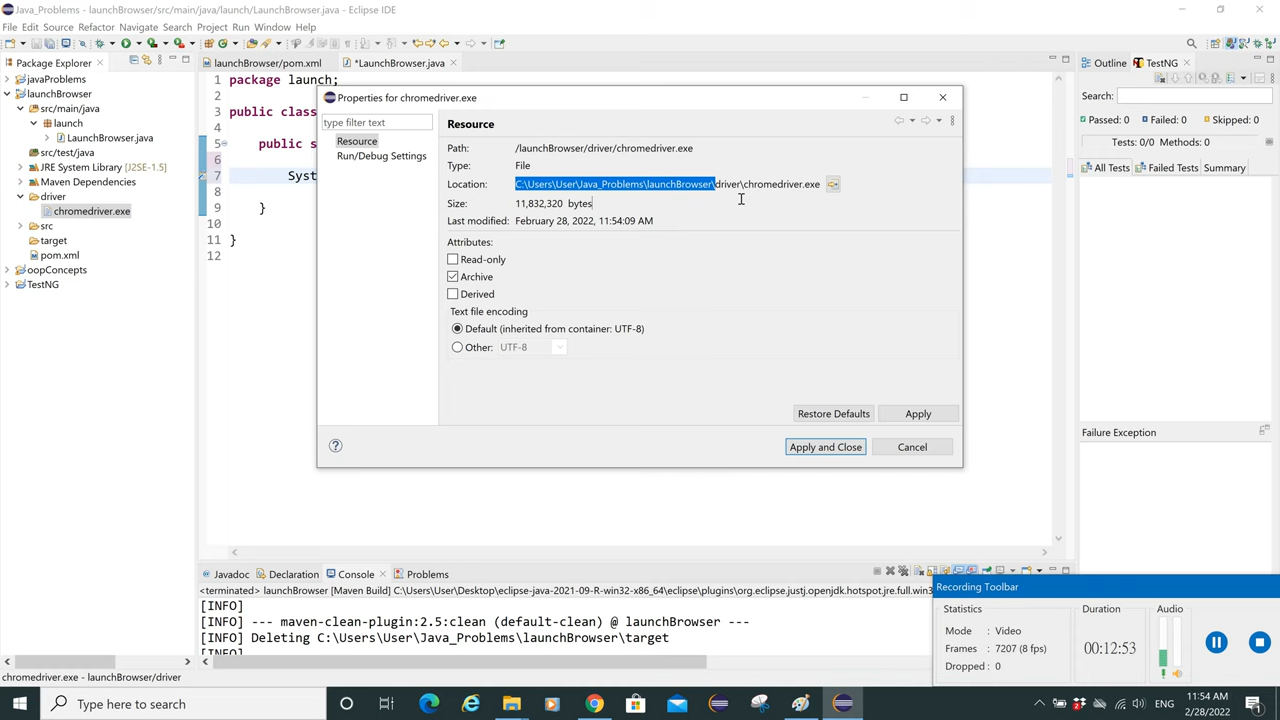 Java_Problems - LaunchBrowser/src/main/java/launch/LaunchBrowser.java - Eclipse IDE
File Edit Source Refactor Navigate Search Project Run Window Help
Package Explorer
javaProblems
launchBrowser
src/main/java
launch
LaunchBrowser.java
src/test/java
JRE System Library [J2SE-1.5]
Maven Dependencies
driver
chromedriver.exe
src
target
pom.xml
oopConcepts
TestNG
launchBrowser/pom.xml
*LaunchBrowser.java
1 package launch;
2
3 public class
4
5 public s
6
7 Syst
8
9 }
10
11 }
12
Properties for chromedriver.exe
type filter text
Resource
Run/Debug Settings
Resource
Path: /launchBrowser/driver/chromedriver.exe
Type: File
Location: C:\Users\User\Java_Problems\launchBrowser\driver\chromedriver.exe
Size: 11,832,320 bytes
Last modified: February 28, 2022, 11:54:09 AM
Attributes:
Read-only
Archive
Derived
Text file encoding
Default (inherited from container: UTF-8)
Other: UTF-8
Restore Defaults Apply
Apply and Close Cancel
Outline TestNG
Search:
Passed: 0 Failed: 0 Skipped: 0
Tests: 0/0 Methods: 0
All Tests Failed Tests Summary
Failure Exception
Javadoc Declaration Console Problems
<terminated> launchBrowser [Maven Build] C:\Users\User\Desktop\eclipse-java-2021-09-R-win32-x86_64\eclipse\plugins\org.eclipse.justj.openjdk.hotspot.jre.full.win3
[INFO]
[INFO] --- maven-clean-plugin:2.5:clean (default-clean) @ launchBrowser ---
[INFO] Deleting C:\Users\User\Java_Problems\launchBrowser\target
[INFO]
chromedriver.exe - launchBrowser/driver
Recording Toolbar
Statistics
Mode : Video
Frames : 7207 (8 fps)
Dropped : 0
Duration
00:12:53
Audio
Type here to search
ENG
11:54 AM
2/28/2022